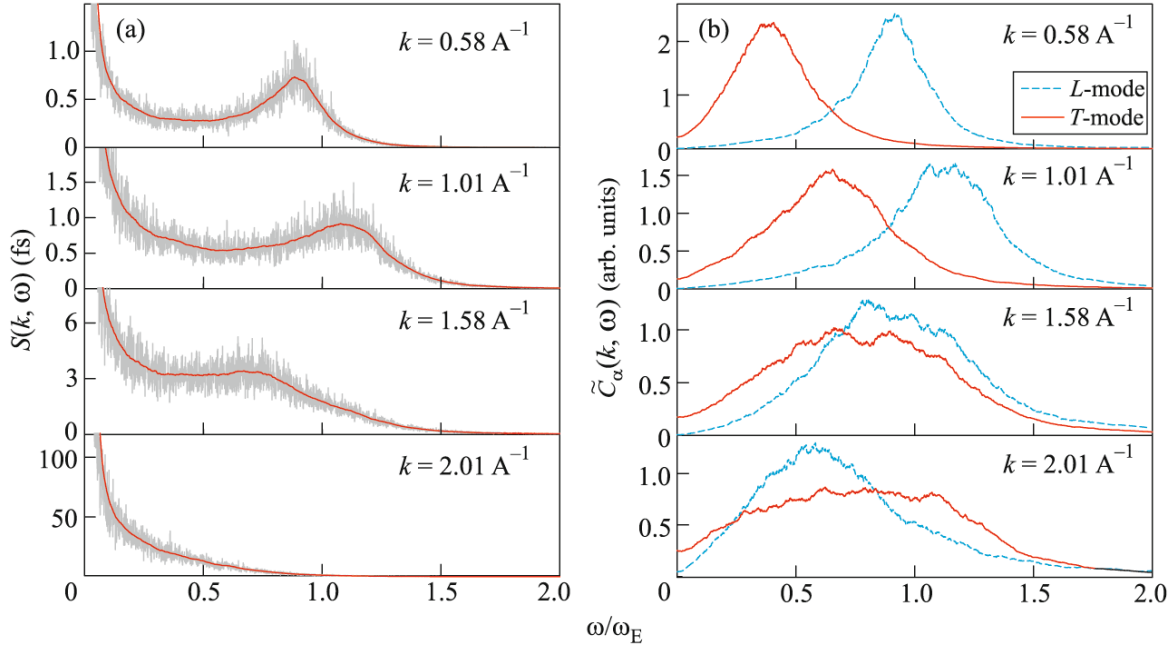 (a)
k = 0.58 A⁻¹
1.0
0.5
0
k = 1.01 A⁻¹
1.5
1.0
0.5
0
k = 1.58 A⁻¹
6
3
0
k = 2.01 A⁻¹
100
50
0.5
1.0
1.5
2.0
S(k, ω) (fs)
(b)
k = 0.58 A⁻¹
L-mode
T-mode
2
1
0
k = 1.01 A⁻¹
1.5
1.0
0.5
0
k = 1.58 A⁻¹
1.0
0.5
0
k = 2.01 A⁻¹
1.0
0.5
0
0.5
1.0
1.5
2.0
C̃α(k, ω) (arb. units)
ω/ωE